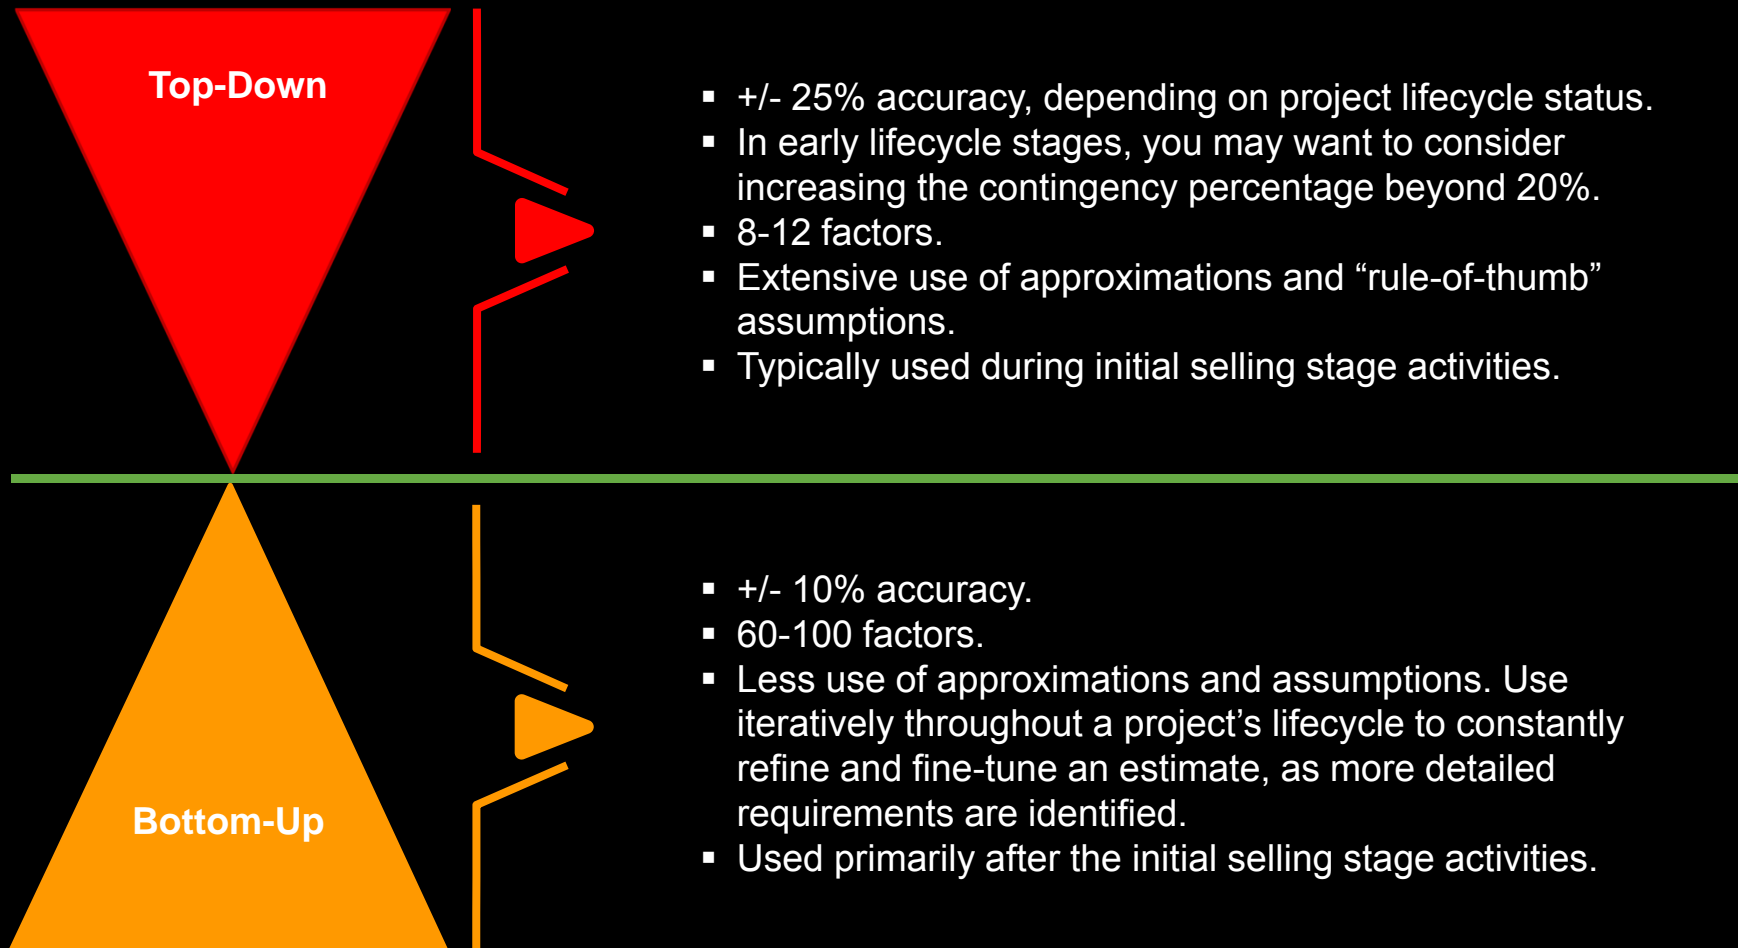 Top-Down
▪ +/- 25% accuracy, depending on project lifecycle status.
▪ In early lifecycle stages, you may want to consider
increasing the contingency percentage beyond 20%.
▪ 8-12 factors.
▪ Extensive use of approximations and “rule-of-thumb”
assumptions.
▪ Typically used during initial selling stage activities.
Bottom-Up
▪ +/- 10% accuracy.
▪ 60-100 factors.
▪ Less use of approximations and assumptions. Use
iteratively throughout a project’s lifecycle to constantly
refine and fine-tune an estimate, as more detailed
requirements are identified.
▪ Used primarily after the initial selling stage activities.